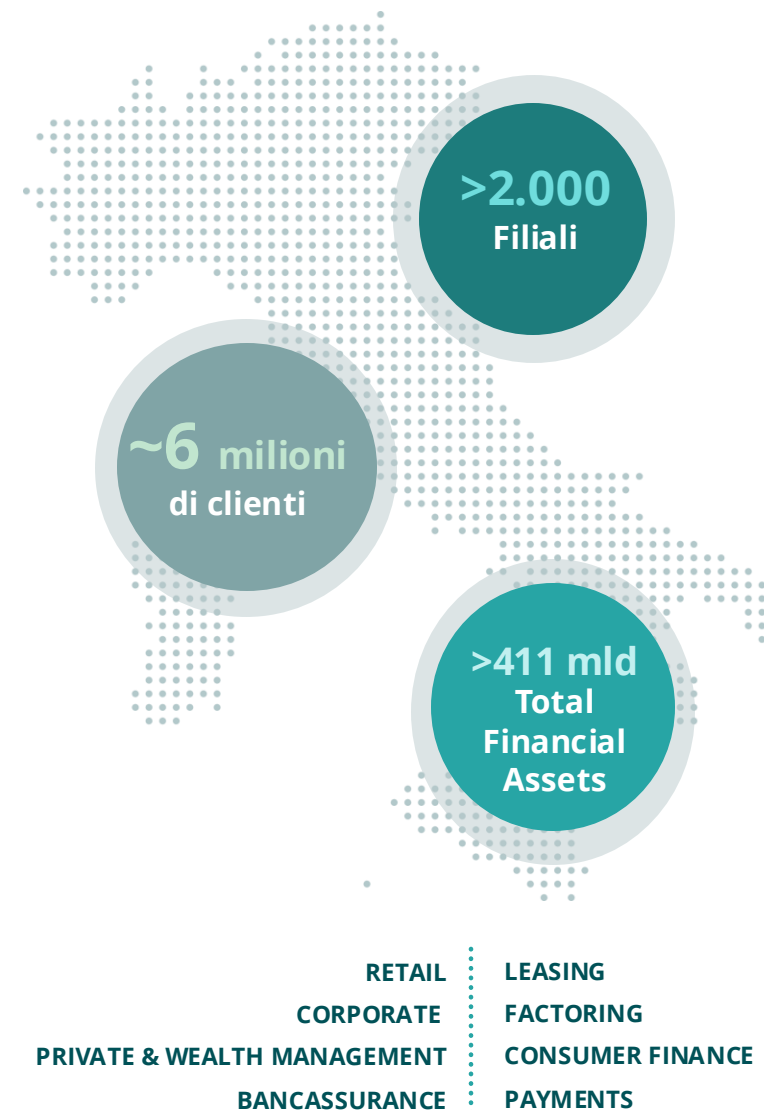 >2.000
Filiali
~6 milioni
di clienti
>411 mld
Total
Financial
Assets
RETAIL
CORPORATE
PRIVATE & WEALTH MANAGEMENT
BANCASSURANCE
LEASING
FACTORING
CONSUMER FINANCE
PAYMENTS